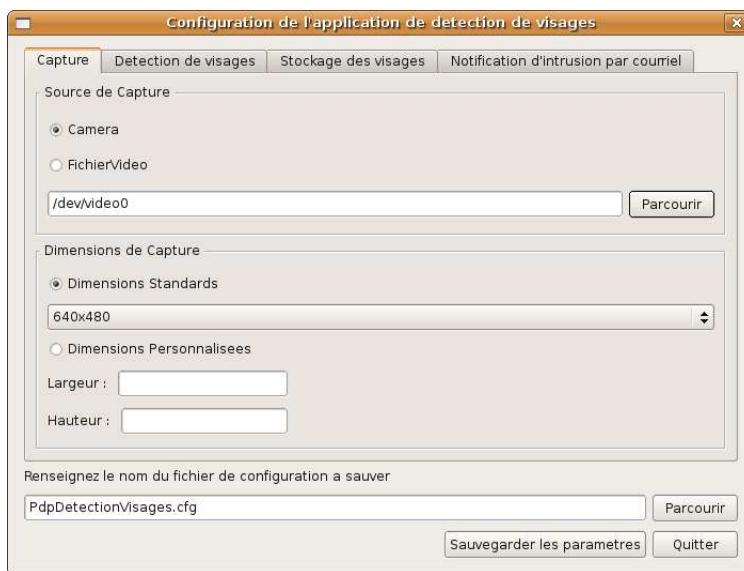 Configuration de l'application de detection de visages
Capture Detection de visages Stockage des visages Notification d'intrusion par courriel
Source de Capture
Camera
FichierVideo
/dev/video0 Parcourir
Dimensions de Capture
Dimensions Standards
640x480
Dimensions Personnalisees
Largeur :
Hauteur :
Renseignez le nom du fichier de configuration a sauver
PdpDetectionVisages.cfg Parcourir
Sauvegarder les parametres Quitter